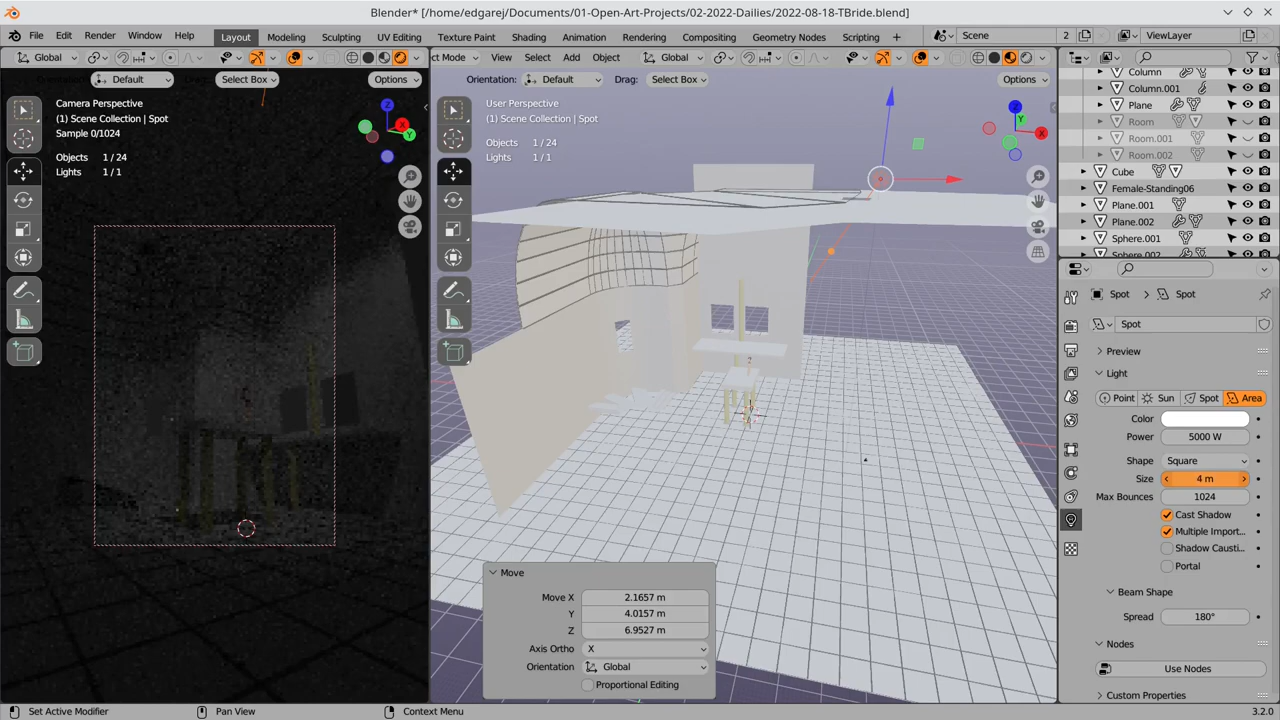 Blender* [/home/edgarej/Documents/01-Open-Art-Projects/02-2022-Dailies/2022-08-18-TBride.blend]
File Edit Render Window Help Layout Modeling Sculpting UV Editing Texture Paint Shading Animation Rendering Compositing Geometry Nodes Scripting + Scene 2 ViewLayer
Global
Default Select Box Options
Camera Perspective
(1) Scene Collection | Spot
Sample 0/1024
Objects 1 / 24
Lights 1 / 1
X
Y
Z
ct Mode View Select Add Object Global
Orientation: Default Drag: Select Box Options
User Perspective
(1) Scene Collection | Spot
Objects 1 / 24
Lights 1 / 1
Z
Y
X
Move
Move X 2.1657 m
Y 4.0157 m
Z 6.9527 m
Axis Ortho X
Orientation Global
Proportional Editing
Column
Column.001
Plane
Room
Room.001
Room.002
Cube
Female-Standing06
Plane.001
Plane.002
Sphere.001
Sphere.002
Spot > Spot
Spot
Preview
Light
Point Sun Spot Area
Color
Power 5000 W
Shape Square
Size 4 m
Max Bounces 1024
Cast Shadow
Multiple Import...
Shadow Causti...
Portal
Beam Shape
Spread 180°
Nodes
Use Nodes
Custom Properties
Set Active Modifier Pan View Context Menu 3.2.0